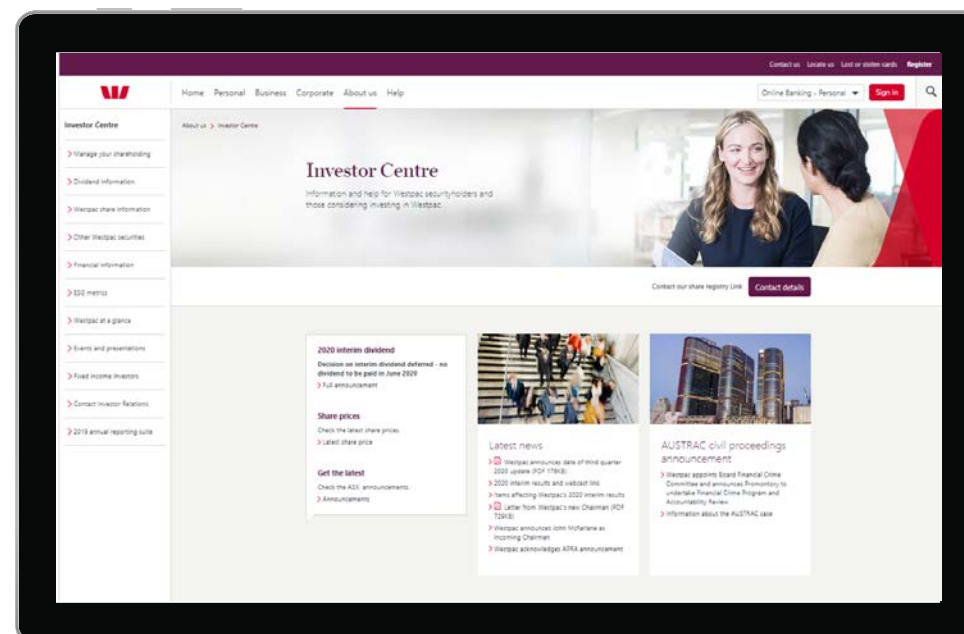 Contact us Locate us Lost or stolen cards Register
Home Personal Business Corporate About us Help
Online Banking - Personal
Sign in
Investor Centre
Manage your shareholding
Dividend information
Westpac share information
Other Westpac securities
Financial information
ESG metrics
Westpac at a glance
Events and presentations
Fixed income investors
Contact Investor Relations
2019 annual reporting suite
About us > Investor Centre
Investor Centre
Information and help for Westpac securityholders and
those considering investing in Westpac.
Contact our share registry Link
Contact details
2020 interim dividend
Decision on interim dividend deferred - no
dividend to be paid in June 2020
Full announcement
Share prices
Check the latest share prices.
Latest share price
Get the latest
Check the ASX announcements.
Announcements
Latest news
Westpac announces date of third quarter
2020 update (PDF 178KB)
2020 interim results and webcast link
Items affecting Westpac's 2020 interim results
Letter from Westpac's new Chairman (PDF
729KB)
Westpac announces John McFarlane as
incoming Chairman
Westpac acknowledges APRA announcement
AUSTRAC civil proceedings
announcement
Westpac appoints Board Financial Crime
Committee and announces Promontory to
undertake Financial Crime Program and
Accountability Review
Information about the AUSTRAC case